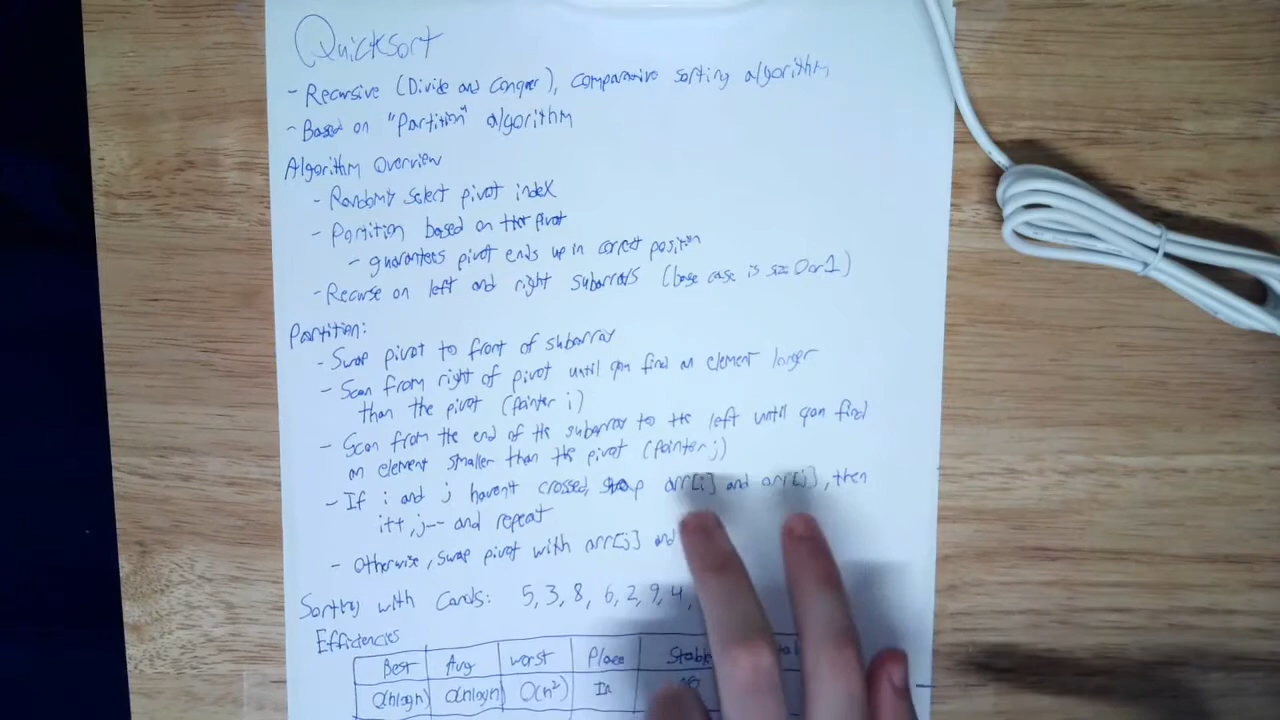 Quicksort
- Recursive (Divide and Conquer), comparative sorting algorithm
- Based on "Partition" algorithm
Algorithm Overview
- Randomly select pivot index
- Partition based on the pivot
- guarantees pivot ends up in correct position
- Recurse on left and right subarrays (base case is size 0 or 1)
Partition:
- Swap pivot to front of subarray
- Scan from right of pivot until you find an element larger
than the pivot (pointer i)
- Scan from the end of the subarray to the left until you find
an element smaller than the pivot (pointer j)
- If i and j haven't crossed, swap arr[i] and arr[j], then
i++, j-- and repeat
- Otherwise, swap pivot with arr[j] and
Sorting with Cards: 5, 3, 8, 6, 2, 9, 4,
Efficiencies
Best Avg worst Place
O(nlogn) O(nlogn) O(n²) In